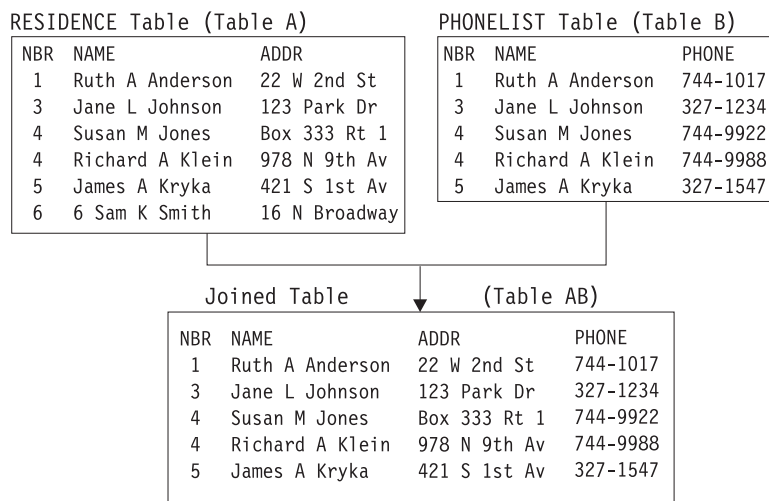 RESIDENCE Table (Table A)
NBR NAME ADDR
1 Ruth A Anderson 22 W 2nd St
3 Jane L Johnson 123 Park Dr
4 Susan M Jones Box 333 Rt 1
4 Richard A Klein 978 N 9th Av
5 James A Kryka 421 S 1st Av
6 6 Sam K Smith 16 N Broadway
PHONELIST Table (Table B)
NBR NAME PHONE
1 Ruth A Anderson 744-1017
3 Jane L Johnson 327-1234
4 Susan M Jones 744-9922
4 Richard A Klein 744-9988
5 James A Kryka 327-1547
Joined Table (Table AB)
NBR NAME ADDR PHONE
1 Ruth A Anderson 22 W 2nd St 744-1017
3 Jane L Johnson 123 Park Dr 327-1234
4 Susan M Jones Box 333 Rt 1 744-9922
4 Richard A Klein 978 N 9th Av 744-9988
5 James A Kryka 421 S 1st Av 327-1547